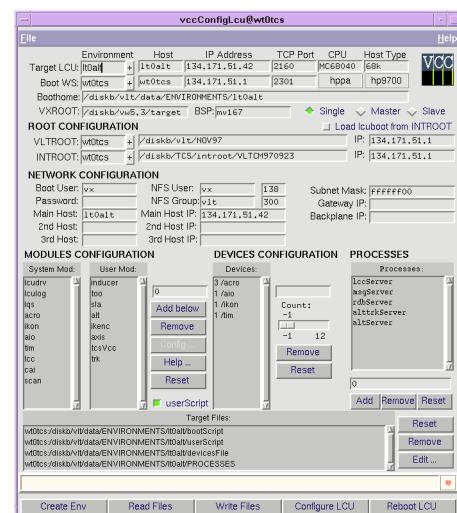 vccConfigLcu@wt0tcs
File Help
Environment Host IP Address TCP Port CPU Host Type
Target LCU: lt0alt + lt0alt 134.171.51.42 2160 MC68040 68k VCC
Boot WS: wt0tcs + wt0tcs 134.171.51.1 2301 hppa hp9700
Boothome: /diskb/vlt/data/ENVIRONMENTS/lt0alt
VXROOT: /diskb/vw5.3/target BSP: mv167 Single Master Slave
ROOT CONFIGURATION Load lcuboot from INTROOT
VLTROOT: wt0tcs + /diskb/vlt/NOV97 IP: 134.171.51.1
INTROOT: wt0tcs + /diskb/TCS/introot/VLTCM970923 IP: 134.171.51.1
NETWORK CONFIGURATION
Boot User: vx NFS User: vx 138 Subnet Mask: ffffff00
Password: NFS Group: vlt 300 Gateway IP:
Main Host: lt0alt Main Host IP: 134.171.51.42 Backplane IP:
2nd Host: 2nd Host IP:
3rd Host: 3rd Host IP:
MODULES CONFIGURATION DEVICES CONFIGURATION PROCESSES
System Mod: User Mod: Devices: Processes:
lcudrv inducer 3 /acro lccServer
lculog too 0 1 /aio msgServer
lqs sla 1 /ikon Count: rdbServer
acro alt Add below 1 /tim -1 alttrkServer
ikon ikenc Remove altServer
aio axis Config ... -1 12
tim tcsVcc Help ... Remove
lcc trk Reset Reset
cai
scan
userScript 0
Add Remove Reset
Target Files:
wt0tcs:/diskb/vlt/data/ENVIRONMENTS/lt0alt/bootScript Reset
wt0tcs:/diskb/vlt/data/ENVIRONMENTS/lt0alt/userScript Remove
wt0tcs:/diskb/vlt/data/ENVIRONMENTS/lt0alt/devicesFile Edit ...
wt0tcs:/diskb/vlt/data/ENVIRONMENTS/lt0alt/PROCESSES
Create Env Read Files Write Files Configure LCU Reboot LCU